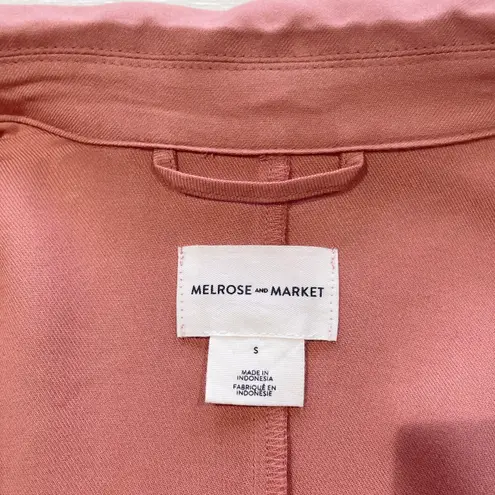 MELROSE AND MARKET
S
MADE IN
INDONESIA
FABRIQUÉ EN
INDONÉSIE